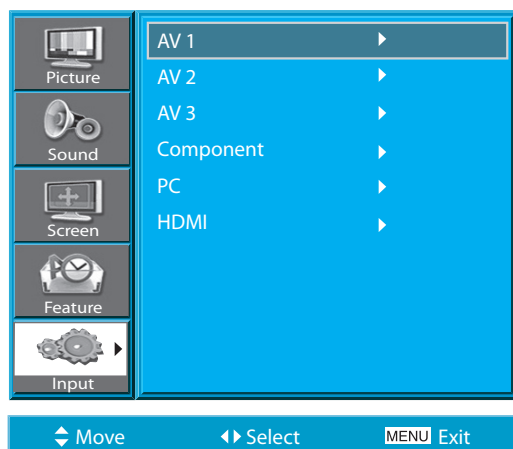 Picture
Sound
Screen
Feature
Input
AV 1
AV 2
AV 3
Component
PC
HDMI
Move Select MENU Exit